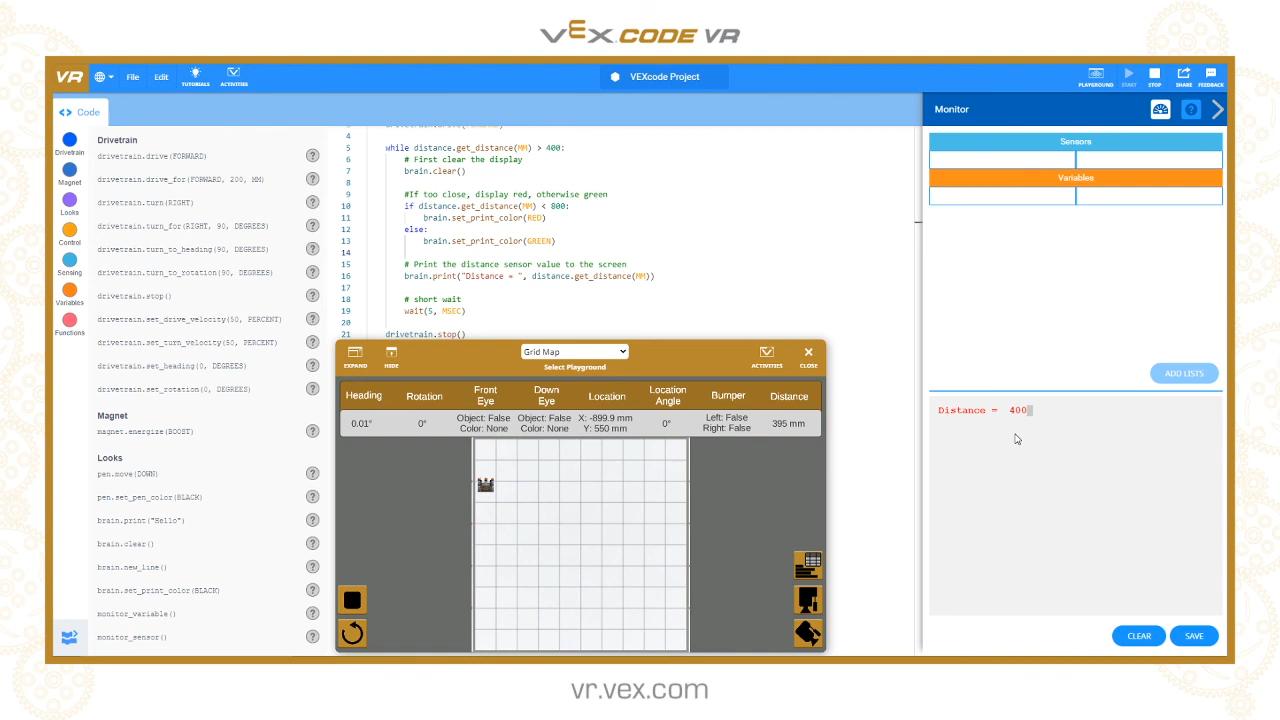 VEX CODE VR
VR
File
Edit
TUTORIALS
ACTIVITIES
VEXcode Project
PLAYGROUND
START
STOP
SHARE
FEEDBACK
<> Code
Drivetrain
Magnet
Looks
Control
Sensing
Variables
Functions
Drivetrain
drivetrain.drive(FORWARD)
drivetrain.drive_for(FORWARD, 200, MM)
drivetrain.turn(RIGHT)
drivetrain.turn_for(RIGHT, 90, DEGREES)
drivetrain.turn_to_heading(90, DEGREES)
drivetrain.turn_to_rotation(90, DEGREES)
drivetrain.stop()
drivetrain.set_drive_velocity(50, PERCENT)
drivetrain.set_turn_velocity(50, PERCENT)
drivetrain.set_heading(0, DEGREES)
drivetrain.set_rotation(0, DEGREES)
Magnet
magnet.energize(BOOST)
Looks
pen.move(DOWN)
pen.set_pen_color(BLACK)
brain.print("Hello")
brain.clear()
brain.new_line()
brain.set_print_color(BLACK)
monitor_variable()
monitor_sensor()
4
5 while distance.get_distance(MM) > 400:
6 # First clear the display
7 brain.clear()
8
9 #If too close, display red, otherwise green
10 if distance.get_distance(MM) < 800:
11 brain.set_print_color(RED)
12 else:
13 brain.set_print_color(GREEN)
14
15 # Print the distance sensor value to the screen
16 brain.print("Distance = ", distance.get_distance(MM))
17
18 # short wait
19 wait(5, MSEC)
20
21 drivetrain.stop()
EXPAND
HIDE
Grid Map
Select Playground
ACTIVITIES
CLOSE
Heading Rotation Front Eye Down Eye Location Location Angle Bumper Distance
0.01° 0° Object: False Color: None Object: False Color: None X: -899.9 mm Y: 550 mm 0° Left: False Right: False 395 mm
Monitor
Sensors
Variables
ADD LISTS
Distance = 400
CLEAR
SAVE
vr.vex.com